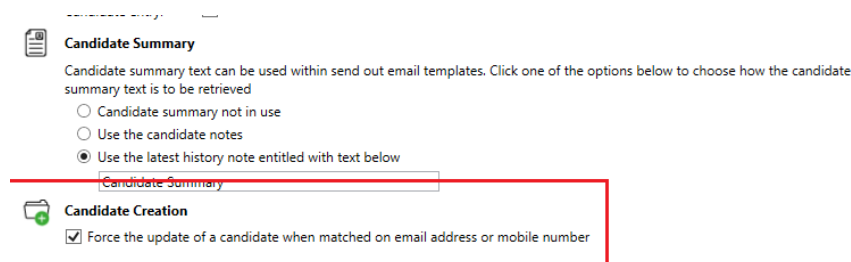 Candidate Entry:
Candidate Summary
Candidate summary text can be used within send out email templates. Click one of the options below to choose how the candidate
summary text is to be retrieved
Candidate summary not in use
Use the candidate notes
Use the latest history note entitled with text below
Candidate Summary
Candidate Creation
Force the update of a candidate when matched on email address or mobile number